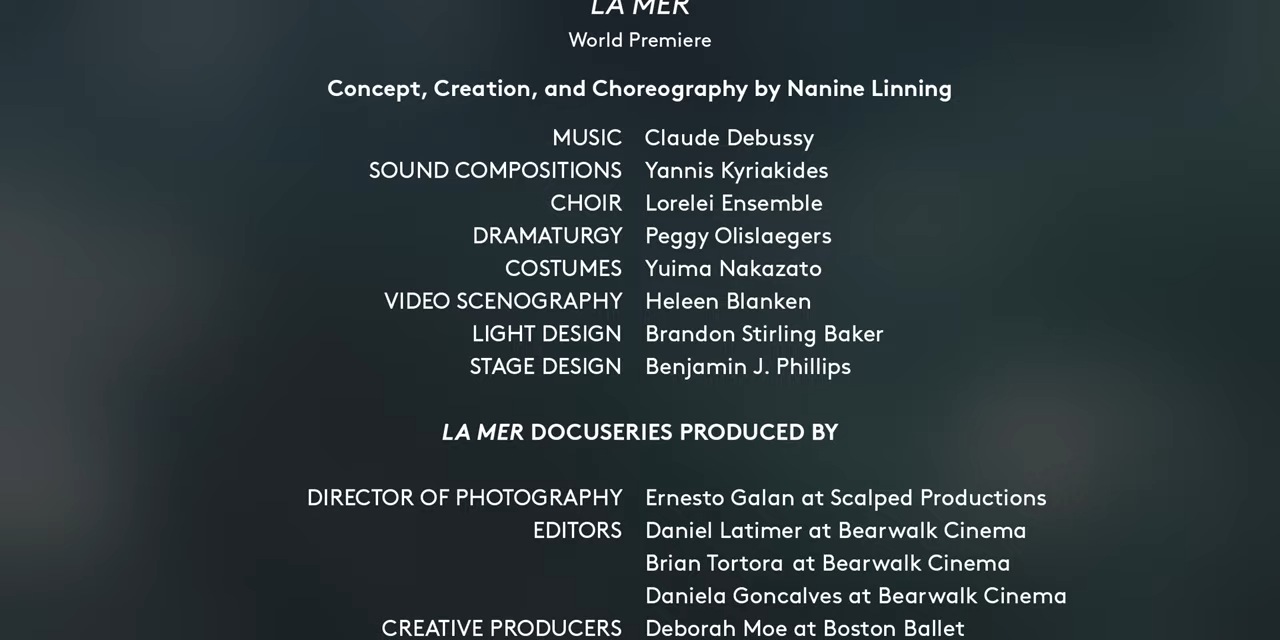 LA MER
World Premiere
Concept, Creation, and Choreography by Nanine Linning
MUSIC Claude Debussy
SOUND COMPOSITIONS Yannis Kyriakides
CHOIR Lorelei Ensemble
DRAMATURGY Peggy Olislaegers
COSTUMES Yuima Nakazato
VIDEO SCENOGRAPHY Heleen Blanken
LIGHT DESIGN Brandon Stirling Baker
STAGE DESIGN Benjamin J. Phillips
LA MER DOCUSERIES PRODUCED BY
DIRECTOR OF PHOTOGRAPHY Ernesto Galan at Scalped Productions
EDITORS Daniel Latimer at Bearwalk Cinema
Brian Tortora at Bearwalk Cinema
Daniela Goncalves at Bearwalk Cinema
CREATIVE PRODUCERS Deborah Moe at Boston Ballet